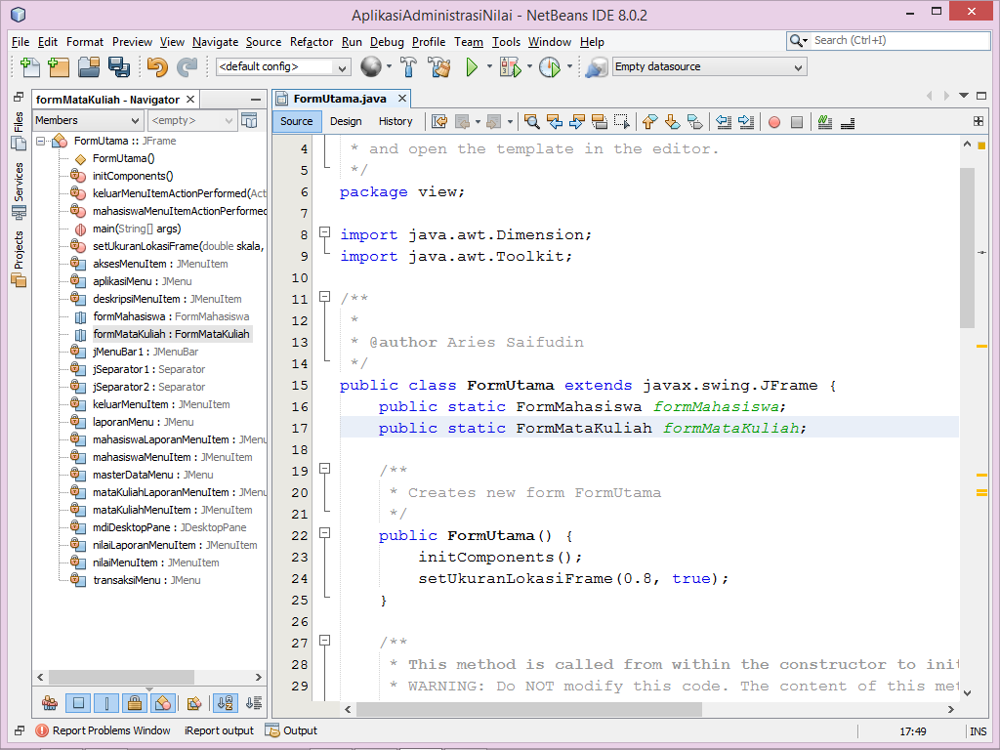 AplikasiAdministrasiNilai - NetBeans IDE 8.0.2
File Edit Format Preview View Navigate Source Refactor Run Debug Profile Team Tools Window Help
Search (Ctrl+I)
<default config>
Empty datasource
Files
Services
Projects
formMataKuliah - Navigator
Members
<empty>
FormUtama :: JFrame
FormUtama()
initComponents()
keluarMenuItemActionPerformed(Act
mahasiswaMenuItemActionPerformed
main(String[] args)
setUkuranLokasiFrame(double skala,
aksesMenuItem : JMenuItem
aplikasiMenu : JMenu
deskripsiMenuItem : JMenuItem
formMahasiswa : FormMahasiswa
formMataKuliah : FormMataKuliah
jMenuBar1 : JMenuBar
jSeparator1 : Separator
jSeparator2 : Separator
keluarMenuItem : JMenuItem
laporanMenu : JMenu
mahasiswaLaporanMenuItem : JMenu
mahasiswaMenuItem : JMenuItem
masterDataMenu : JMenu
mataKuliahLaporanMenuItem : JMenu
mataKuliahMenuItem : JMenuItem
mdiDesktopPane : JDesktopPane
nilaiLaporanMenuItem : JMenuItem
nilaiMenuItem : JMenuItem
transaksiMenu : JMenu
FormUtama.java
Source Design History
4 * and open the template in the editor.
5 */
6 package view;
7
8 import java.awt.Dimension;
9 import java.awt.Toolkit;
10
11 /**
12 *
13 * @author Aries Saifudin
14 */
15 public class FormUtama extends javax.swing.JFrame {
16 public static FormMahasiswa formMahasiswa;
17 public static FormMataKuliah formMataKuliah;
18
19 /**
20 * Creates new form FormUtama
21 */
22 public FormUtama() {
23 initComponents();
24 setUkuranLokasiFrame(0.8, true);
25 }
26
27 /**
28 * This method is called from within the constructor to init
29 * WARNING: Do NOT modify this code. The content of this met
Report Problems Window iReport output Output
17:49 INS